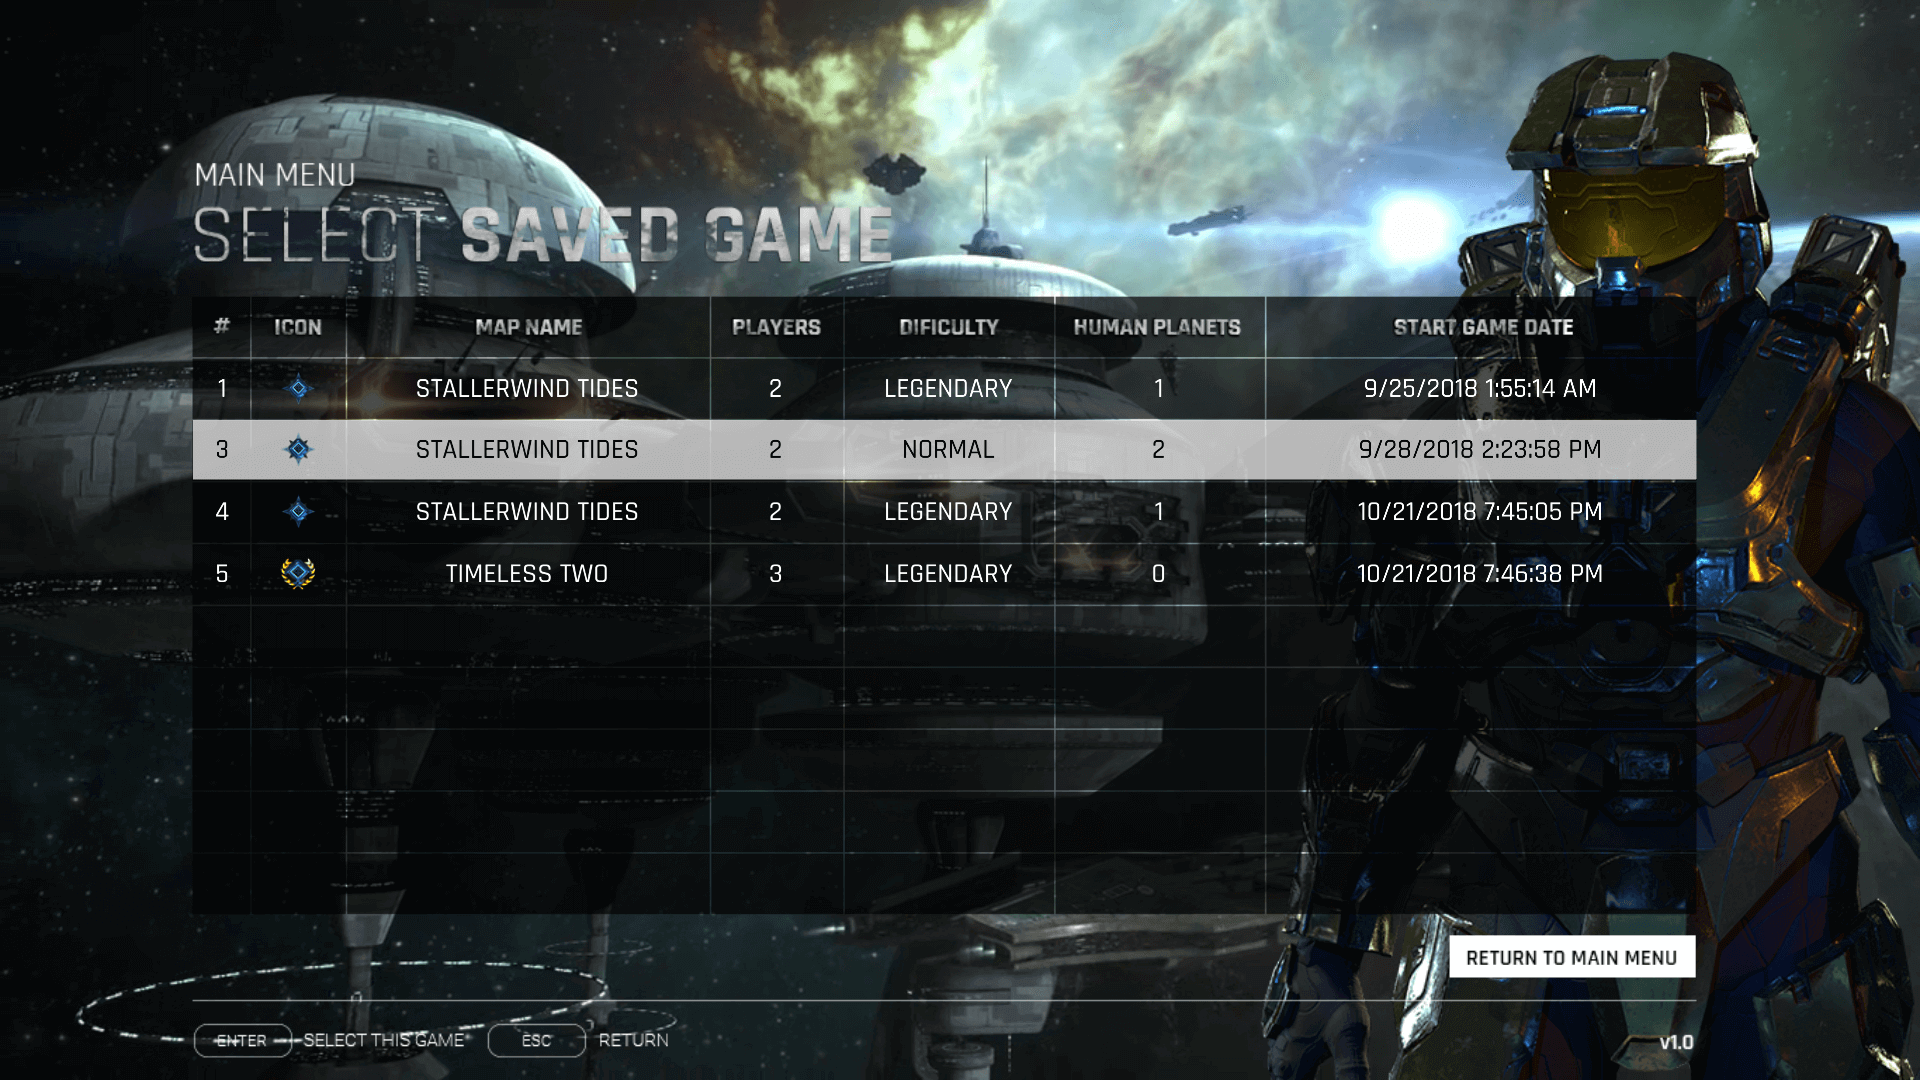 MAIN MENU
SELECT SAVED GAME
# ICON MAP NAME PLAYERS DIFICULTY HUMAN PLANETS START GAME DATE
1 STALLERWIND TIDES 2 LEGENDARY 1 9/25/2018 1:55:14 AM
3 STALLERWIND TIDES 2 NORMAL 2 9/28/2018 2:23:58 PM
4 STALLERWIND TIDES 2 LEGENDARY 1 10/21/2018 7:45:05 PM
5 TIMELESS TWO 3 LEGENDARY 0 10/21/2018 7:46:38 PM
RETURN TO MAIN MENU
ENTER SELECT THIS GAME ESC RETURN
v1.0